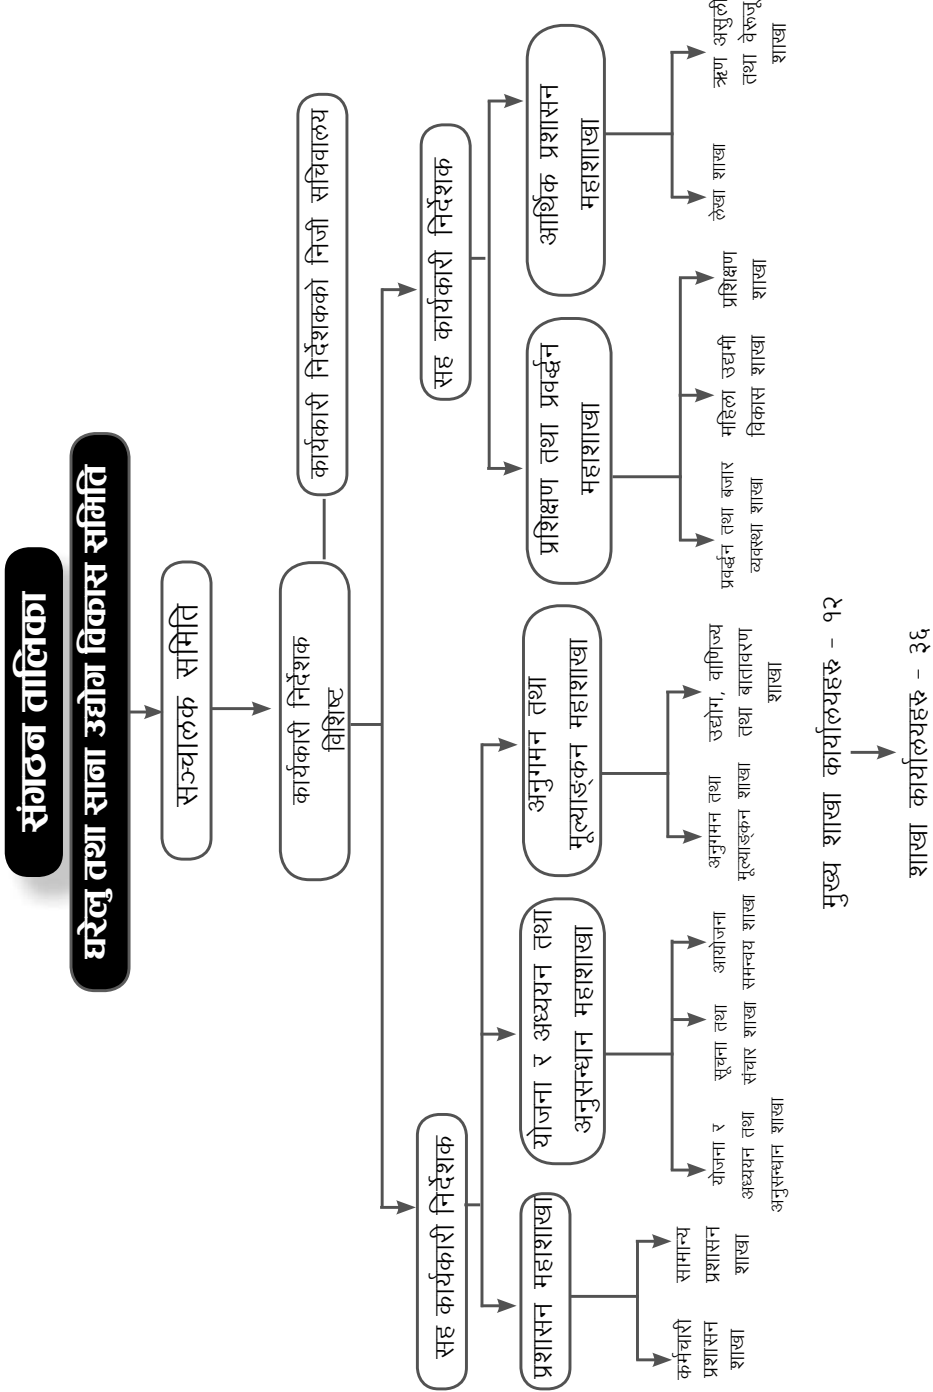 संगठन तालिका
घरेलु तथा साना उद्योग विकास समिति
सञ्चालक समिति
कार्यकारी निर्देशक
विशिष्ट
कार्यकारी निर्देशकको निजी सचिवालय
सह कार्यकारी निर्देशक
सह कार्यकारी निर्देशक
प्रशासन महाशाखा
योजना र अध्ययन तथा
अनुसन्धान महाशाखा
अनुगमन तथा
मूल्याङ्कन महाशाखा
प्रशिक्षण तथा प्रवर्द्धन
महाशाखा
आर्थिक प्रशासन
महाशाखा
कर्मचारी
प्रशासन
शाखा
सामान्य
प्रशासन
शाखा
योजना र
अध्ययन तथा
अनुसन्धान शाखा
सूचना तथा
संचार शाखा
आयोजना
समन्वय शाखा
अनुगमन तथा
मूल्याङ्कन शाखा
उद्योग, वाणिज्य
तथा वातावरण
शाखा
प्रवर्द्धन तथा बजार
व्यवस्था शाखा
महिला उद्यमी
विकास शाखा
प्रशिक्षण
शाखा
लेखा शाखा
ऋण असुली
तथा वेरूजु
शाखा
मुख्य शाखा कार्यालयहरु - १२
शाखा कार्यालयहरु - २६